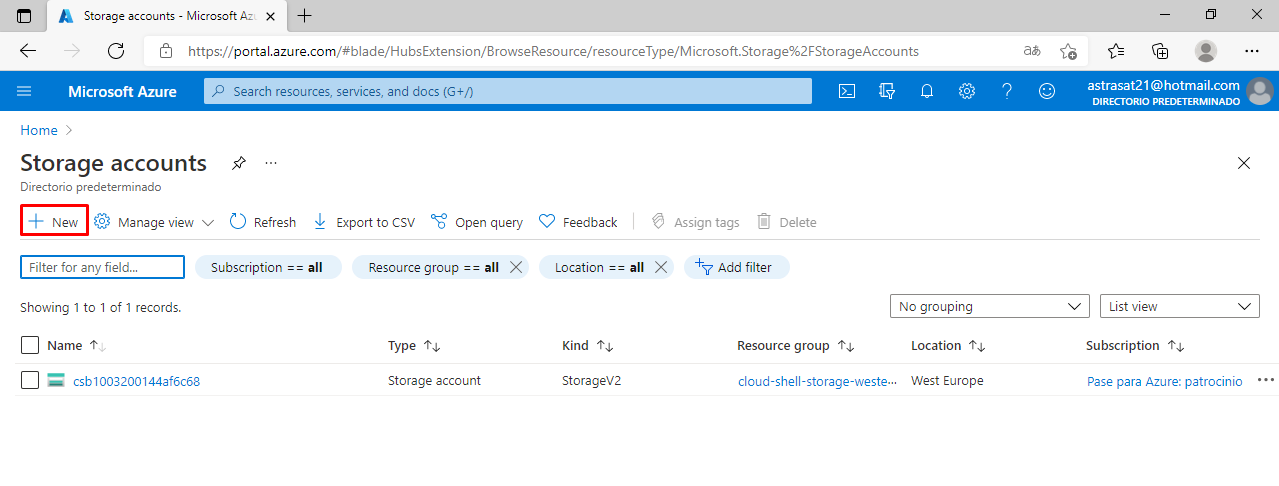 Storage accounts - Microsoft Az
https://portal.azure.com/#blade/HubsExtension/BrowseResource/resourceType/Microsoft.Storage%2FStorageAccounts
Microsoft Azure
Search resources, services, and docs (G+/)
astrasat21@hotmail.com
DIRECTORIO PREDETERMINADO
Home
Storage accounts
Directorio predeterminado
New Manage view Refresh Export to CSV Open query Feedback Assign tags Delete
Filter for any field... Subscription == all Resource group == all Location == all Add filter
Showing 1 to 1 of 1 records. No grouping List view
Name Type Kind Resource group Location Subscription
csb1003200144af6c68 Storage account StorageV2 cloud-shell-storage-weste... West Europe Pase para Azure: patrocinio